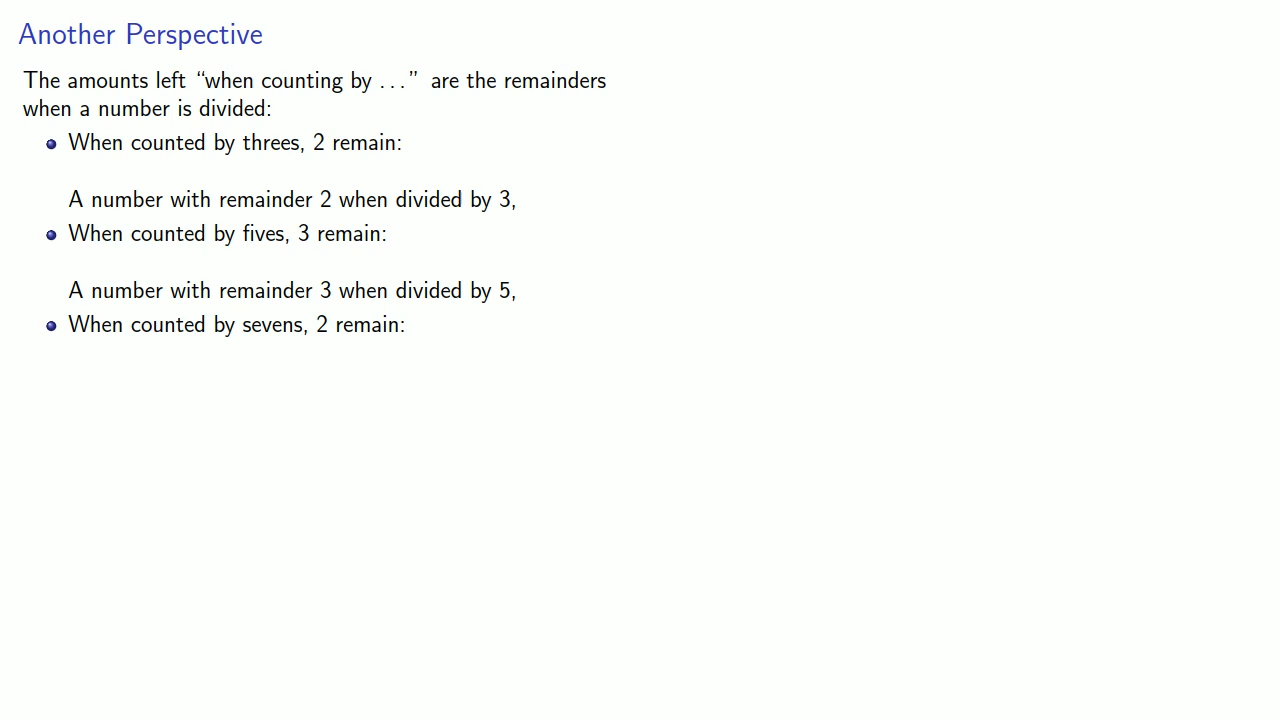 Another Perspective
The amounts left “when counting by . . . ” are the remainders
when a number is divided:
When counted by threes, 2 remain:
A number with remainder 2 when divided by 3,
When counted by fives, 3 remain:
A number with remainder 3 when divided by 5,
When counted by sevens, 2 remain: